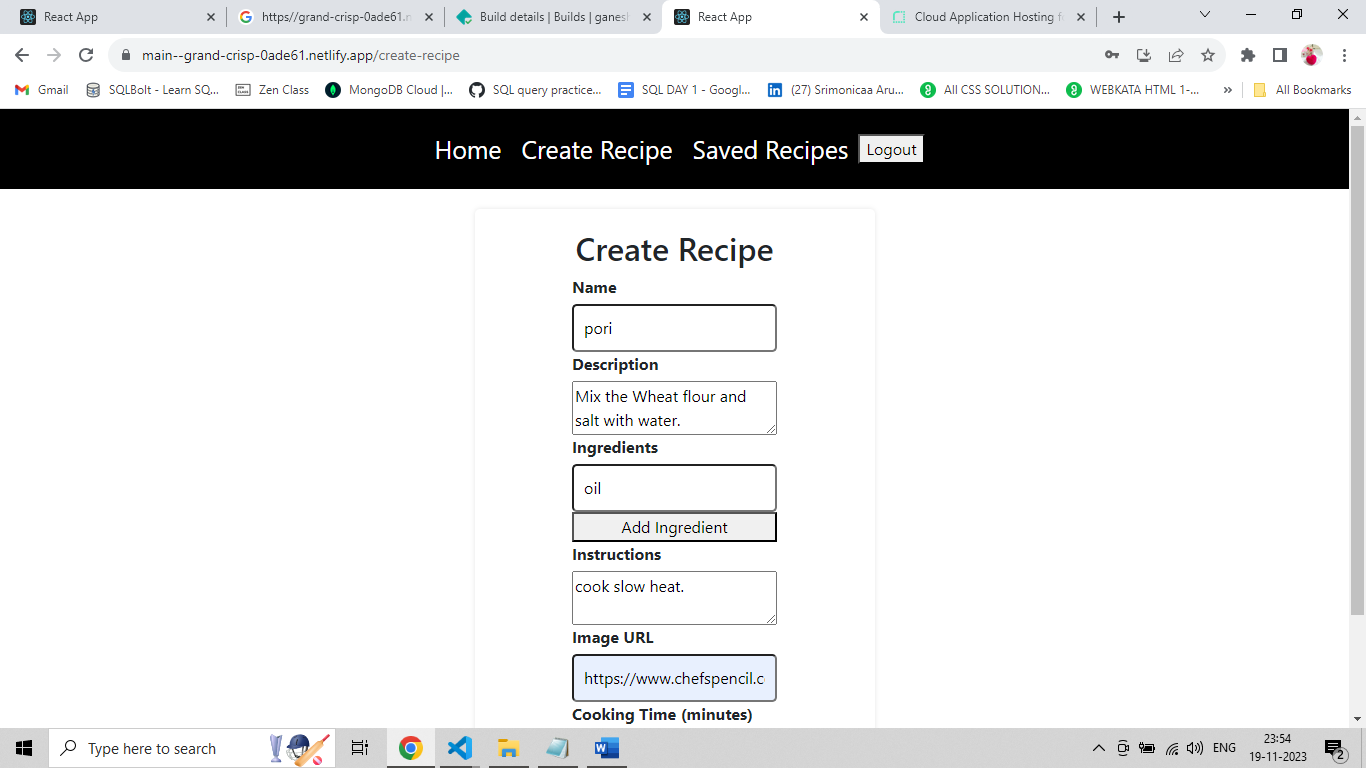 React App
https://grand-crisp-0ade61.n
Build details | Builds | ganesh
React App
Cloud Application Hosting f
main--grand-crisp-0ade61.netlify.app/create-recipe
Gmail
SQLBolt - Learn SQ...
Zen Class
MongoDB Cloud |...
SQL query practice...
SQL DAY 1 - Googl...
(27) Srimonicaa Aru...
All CSS SOLUTION...
WEBKATA HTML 1-...
»
All Bookmarks
Home
Create Recipe
Saved Recipes
Logout
Create Recipe
Name
pori
Description
Mix the Wheat flour and
salt with water.
Ingredients
oil
Add Ingredient
Instructions
cook slow heat.
Image URL
https://www.chefspencil.c
Cooking Time (minutes)
Type here to search
ENG
23:54
19-11-2023
2